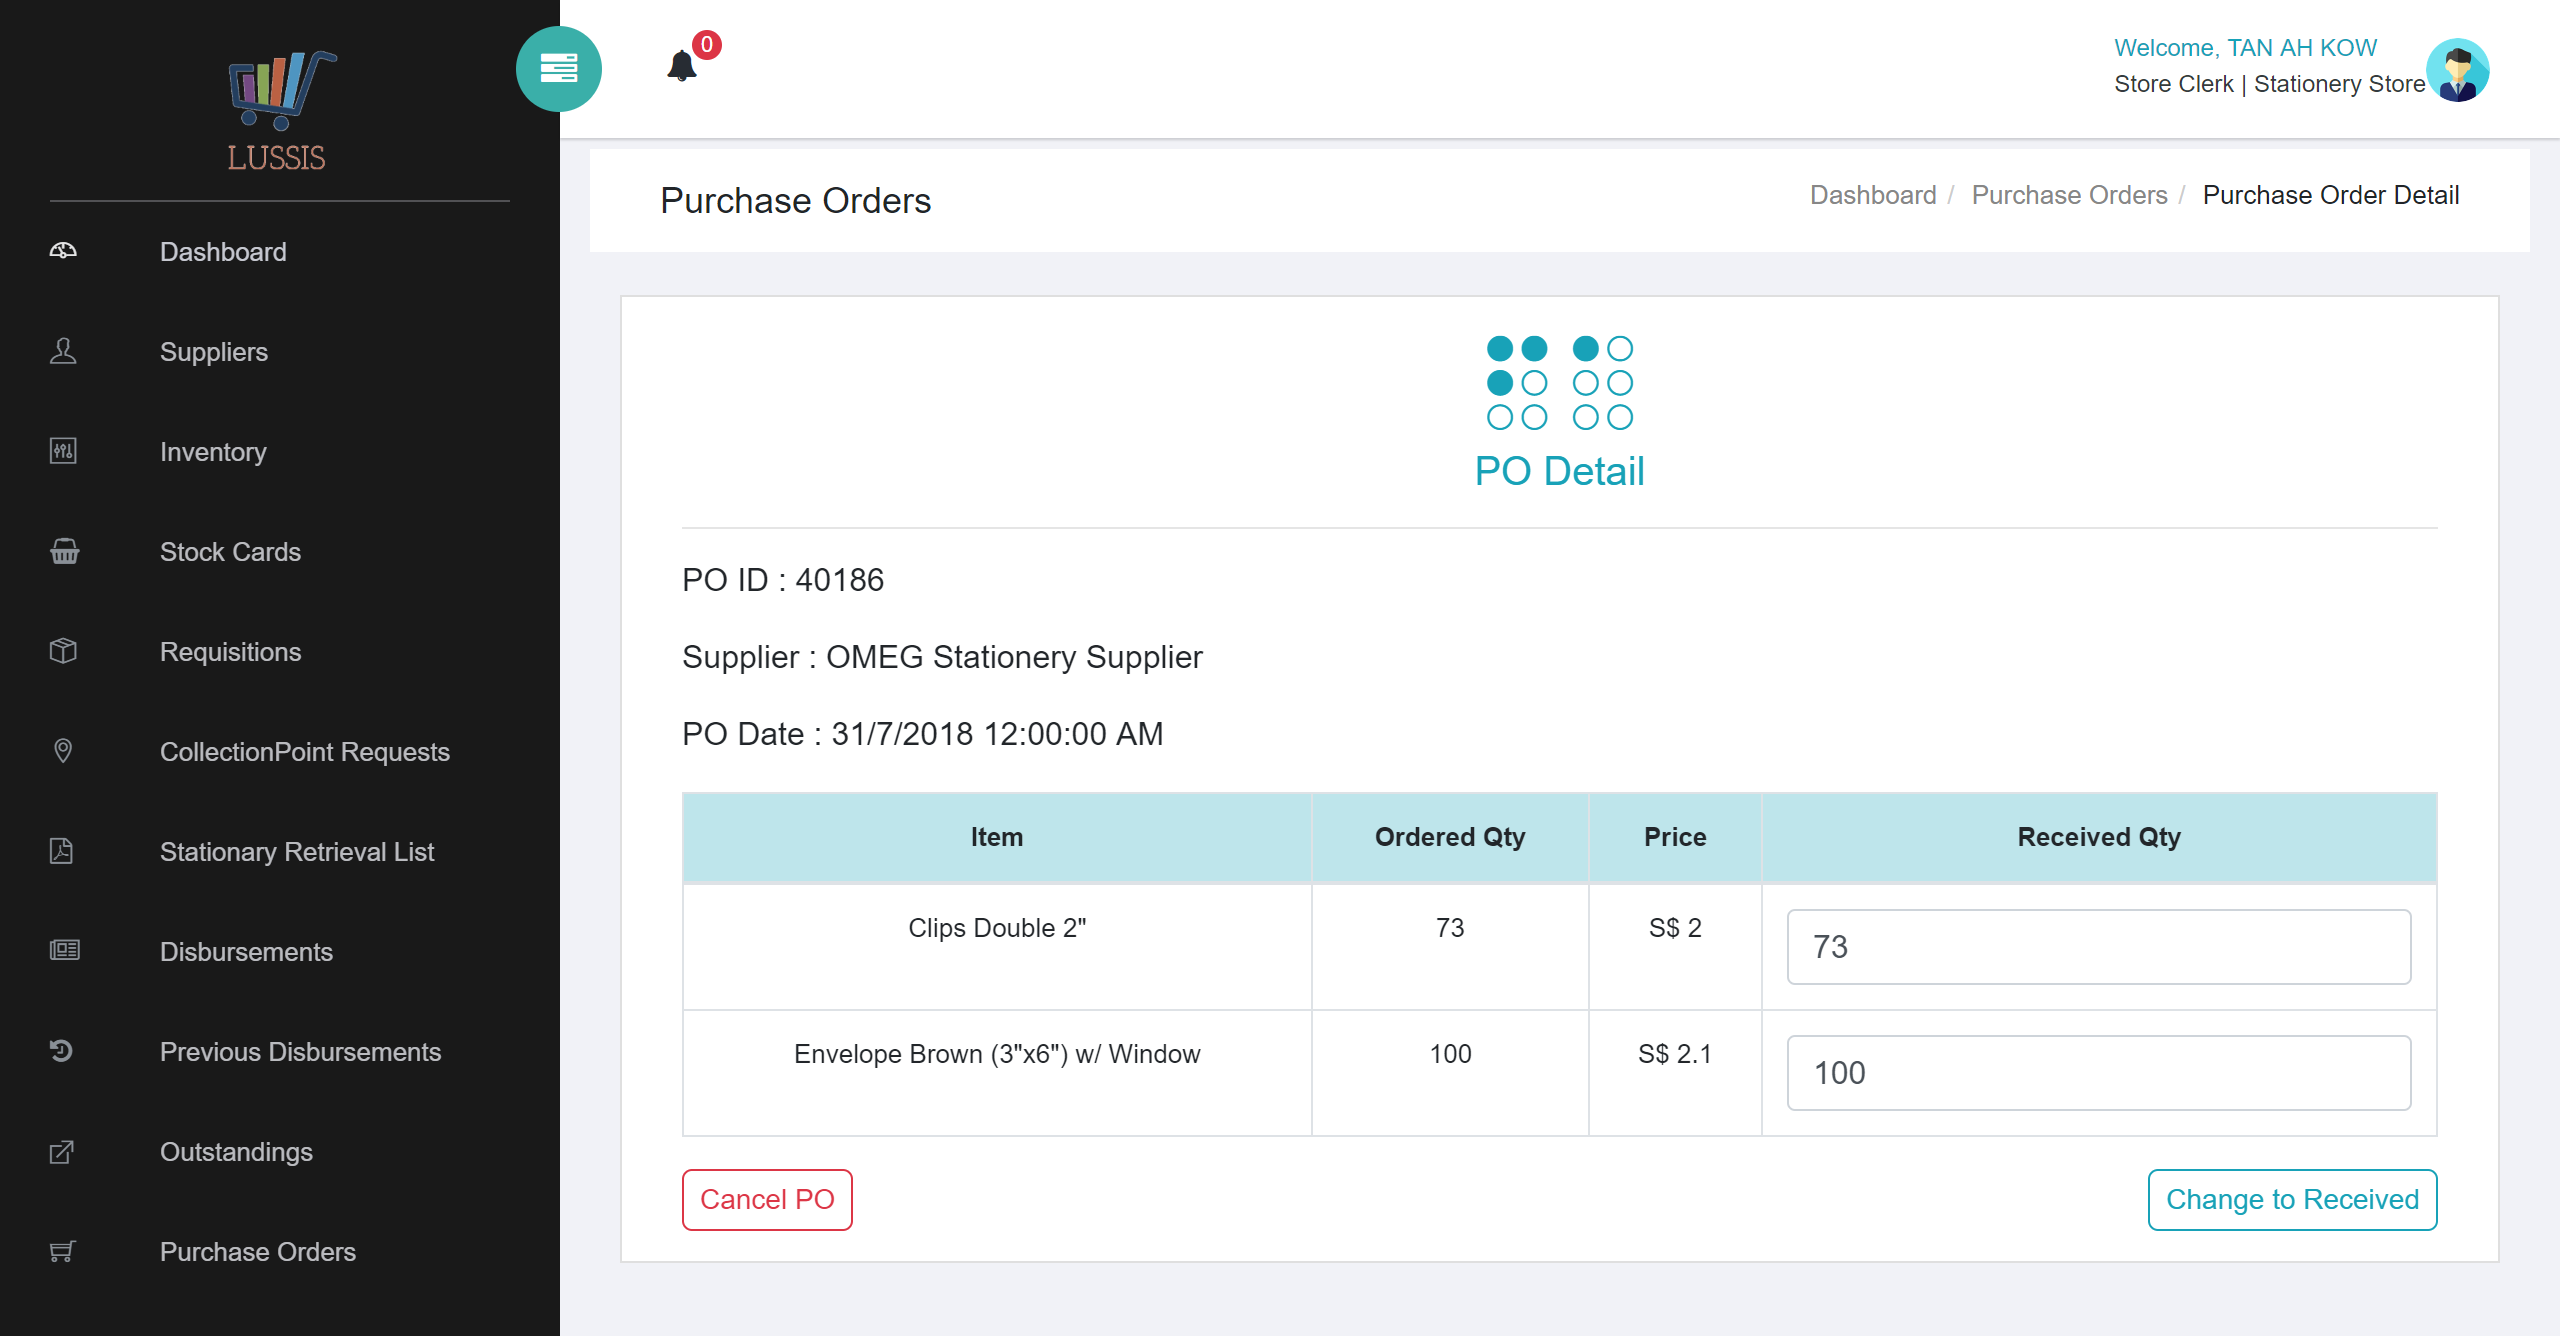 LUSSIS
Dashboard
Suppliers
Inventory
Stock Cards
Requisitions
CollectionPoint Requests
Stationary Retrieval List
Disbursements
Previous Disbursements
Outstandings
Purchase Orders
0
Welcome, TAN AH KOW
Store Clerk | Stationery Store
Purchase Orders
Dashboard / Purchase Orders / Purchase Order Detail
PO Detail
PO ID : 40186
Supplier : OMEG Stationery Supplier
PO Date : 31/7/2018 12:00:00 AM
Item Ordered Qty Price Received Qty
Clips Double 2" 73 S$ 2 73
Envelope Brown (3"x6") w/ Window 100 S$ 2.1 100
Cancel PO Change to Received